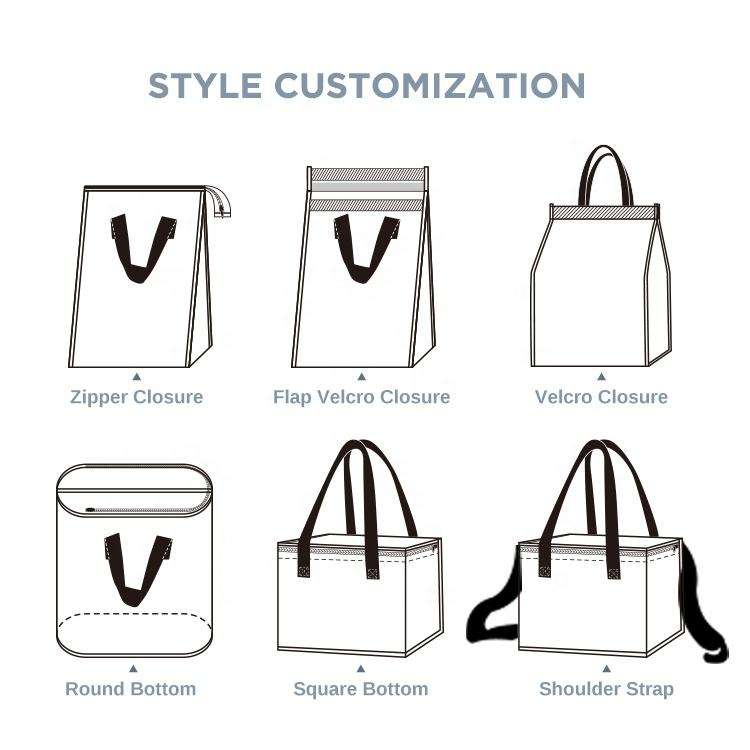 STYLE CUSTOMIZATION
Zipper Closure
Flap Velcro Closure
Velcro Closure
Round Bottom
Square Bottom
Shoulder Strap